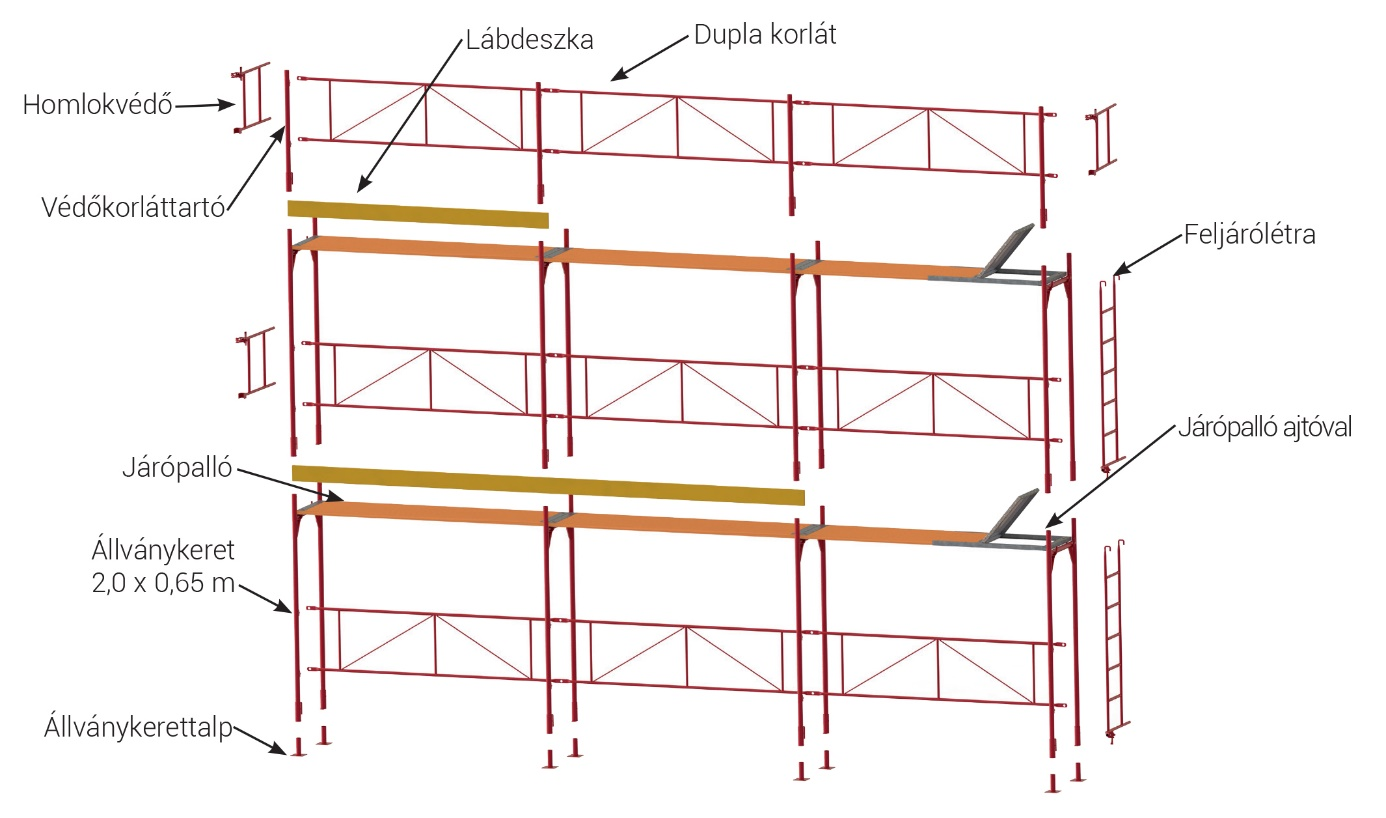 Lábdeszka
Dupla korlát
Homlokvédő
Védőkorláttartó
Feljárólétra
Járópalló ajtóval
Járópalló
Állványkeret
2,0 x 0,65 m
Állványkerettalp